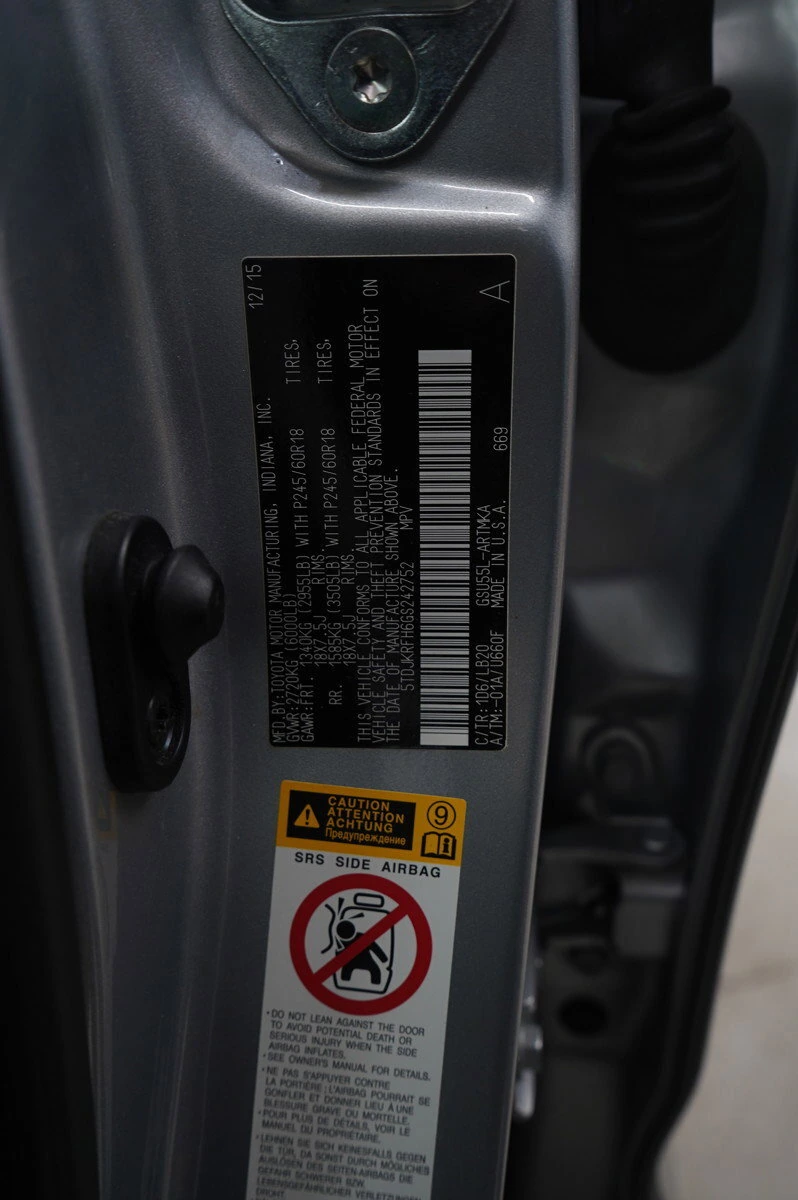 MFD.BY:TOYOTA MOTOR MANUFACTURING, INDIANA, INC. 12/15
GVWR:2720KG (6000LB)
GAWR:FRT. 1340KG (2955LB) WITH P245/60R18 TIRES,
18X7.5J RIMS.
RR. 1585KG (3505LB) WITH P245/60R18 TIRES,
18X7.5J RIMS.
THIS VEHICLE CONFORMS TO ALL APPLICABLE FEDERAL MOTOR
VEHICLE SAFETY AND THEFT PREVENTION STANDARDS IN EFFECT ON
THE DATE OF MANUFACTURE SHOWN ABOVE.
5TDJKRFH6GS242752 MPV
A
C/TR:1D6/LB20 GSU55L-ARTMKA 669
A/TM:-01A/U660F MADE IN U.S.A.
CAUTION
ATTENTION
ACHTUNG
Предупреждение
9
SRS SIDE AIRBAG
•DO NOT LEAN AGAINST THE DOOR
TO AVOID POTENTIAL DEATH OR
SERIOUS INJURY WHEN THE SIDE
AIRBAG INFLATES.
•SEE OWNER'S MANUAL FOR DETAILS.
•NE PAS S'APPUYER CONTRE
LA PORTIÈRE; L'AIRBAG POURRAIT SE
GONFLER ET DONNER LIEU À UNE
BLESSURE GRAVE OU MORTELLE.
•POUR PLUS DE DÉTAILS, VOIR LE
MANUEL DU PROPRIÉTAIRE.
•LEHNEN SIE SICH KEINESFALLS GEGEN
DIE TÜR, DA SONST DURCH MÖGLICHES
AUSLÖSEN DES SEITEN-AIRBAGS DIE
GEFAHR SCHWERER BZW.
LEBENSGEFÄHRLICHER VERLETZUNGEN
DROHT.